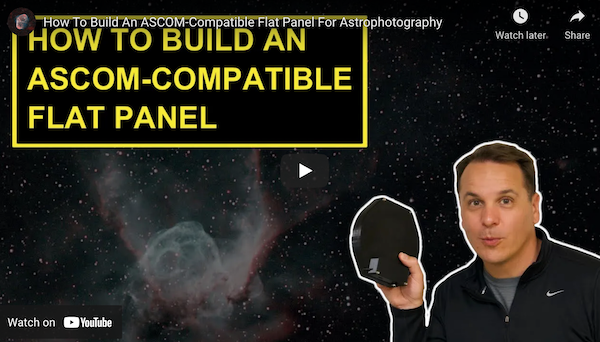 How To Build An ASCOM-Compatible Flat Panel For Astrophotography
Watch later
Share
HOW TO BUILD AN
ASCOM-COMPATIBLE
FLAT PANEL
Watch on YouTube